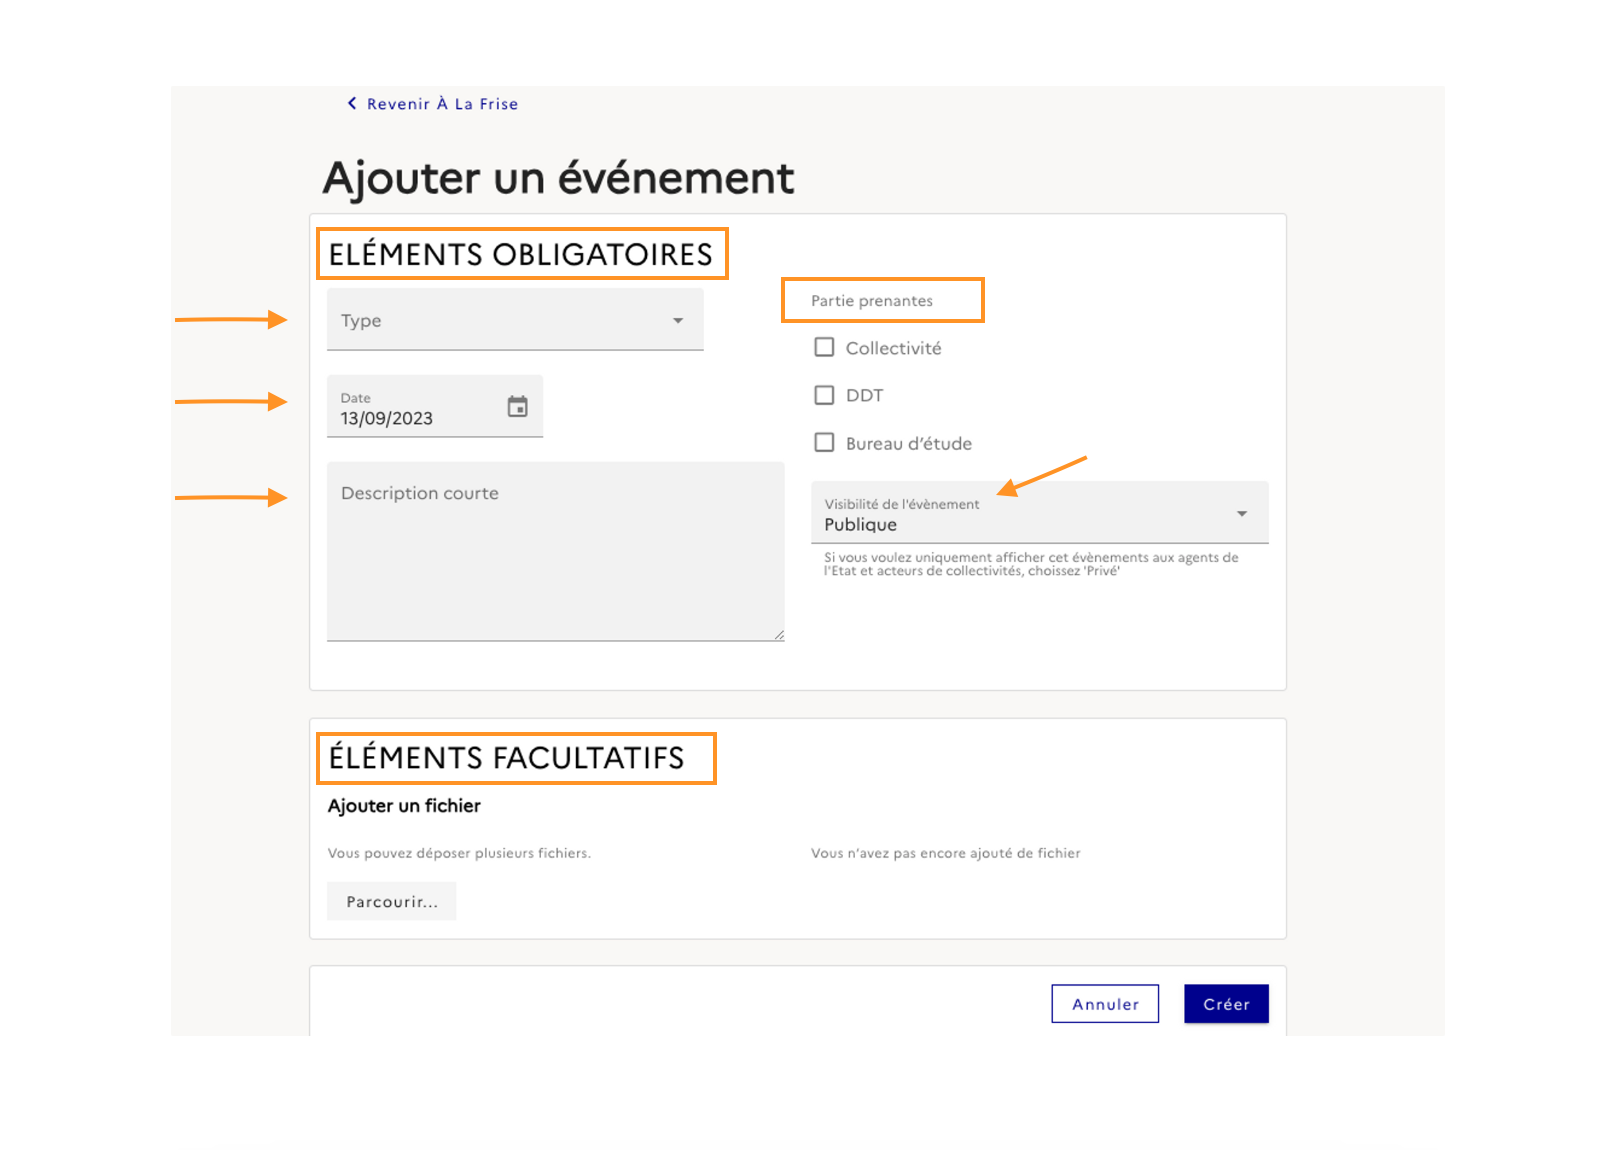 Revenir À La Frise
Ajouter un événement
ELÉMENTS OBLIGATOIRES
Type
Date
13/09/2023
Description courte
Partie prenantes
Collectivité
DDT
Bureau d'étude
Visibilité de l'évènement
Publique
Si vous voulez uniquement afficher cet évènements aux agents de
l'Etat et acteurs de collectivités, choissez 'Privé'
ÉLÉMENTS FACULTATIFS
Ajouter un fichier
Vous pouvez déposer plusieurs fichiers.
Vous n'avez pas encore ajouté de fichier
Parcourir...
Annuler
Créer